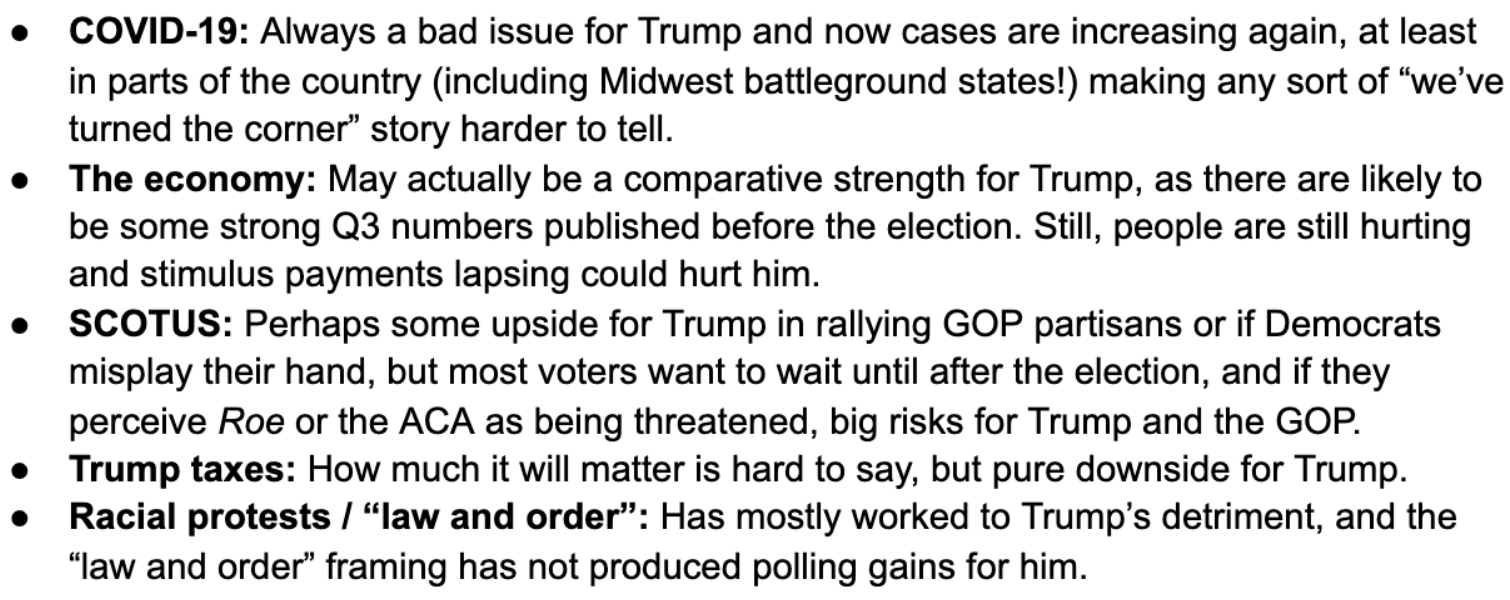 ● COVID-19: Always a bad issue for Trump and now cases are increasing again, at least
in parts of the country (including Midwest battleground states!) making any sort of “we’ve
turned the corner” story harder to tell.
● The economy: May actually be a comparative strength for Trump, as there are likely to
be some strong Q3 numbers published before the election. Still, people are still hurting
and stimulus payments lapsing could hurt him.
● SCOTUS: Perhaps some upside for Trump in rallying GOP partisans or if Democrats
misplay their hand, but most voters want to wait until after the election, and if they
perceive Roe or the ACA as being threatened, big risks for Trump and the GOP.
● Trump taxes: How much it will matter is hard to say, but pure downside for Trump.
● Racial protests / “law and order”: Has mostly worked to Trump’s detriment, and the
“law and order” framing has not produced polling gains for him.